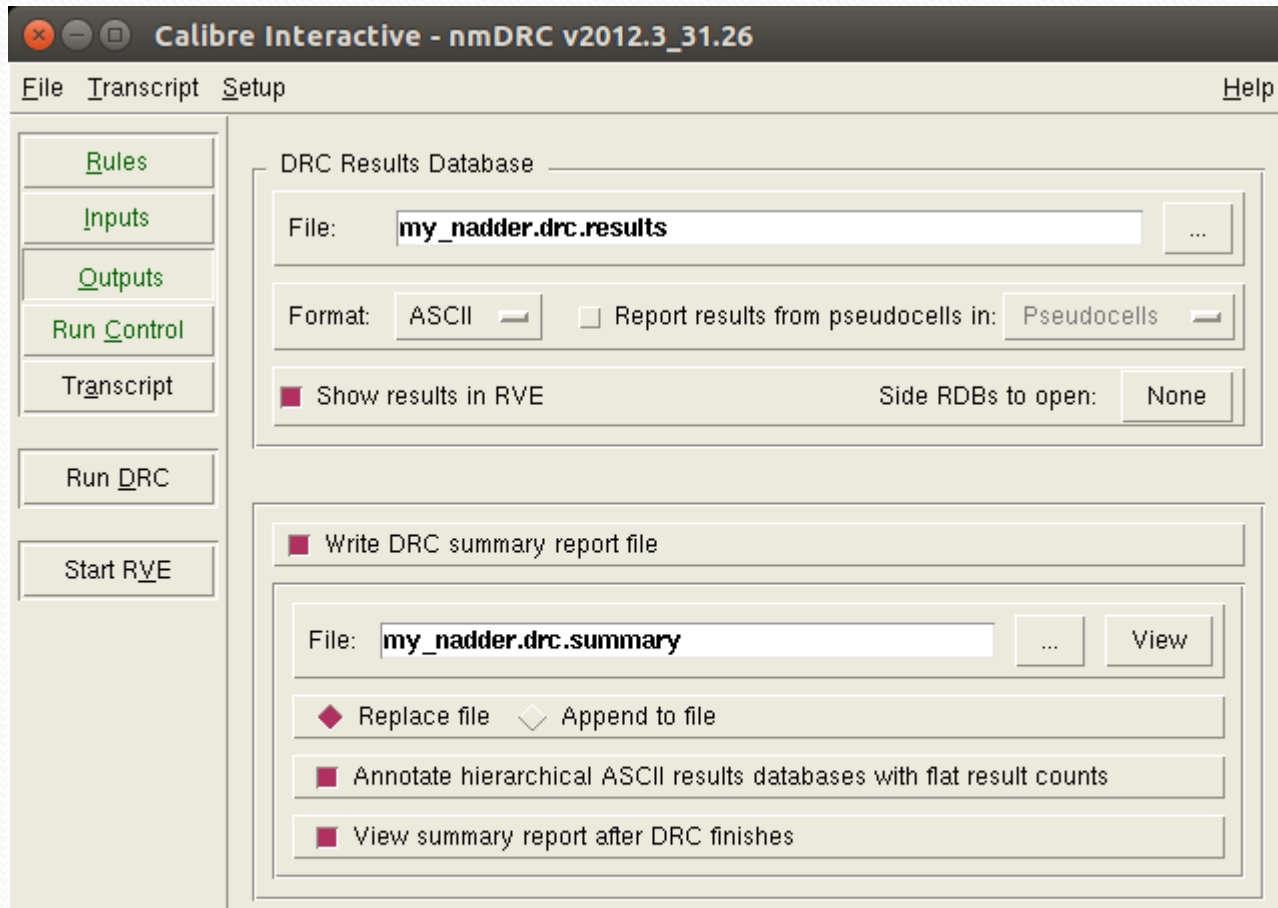 Calibre Interactive - nmDRC v2012.3_31.26
File Transcript Setup Help
Rules
Inputs
Outputs
Run Control
Transcript
Run DRC
Start RVE
DRC Results Database
File: my_nadder.drc.results ...
Format: ASCII Report results from pseudocells in: Pseudocells
Show results in RVE Side RDBs to open: None
Write DRC summary report file
File: my_nadder.drc.summary ... View
Replace file Append to file
Annotate hierarchical ASCII results databases with flat result counts
View summary report after DRC finishes